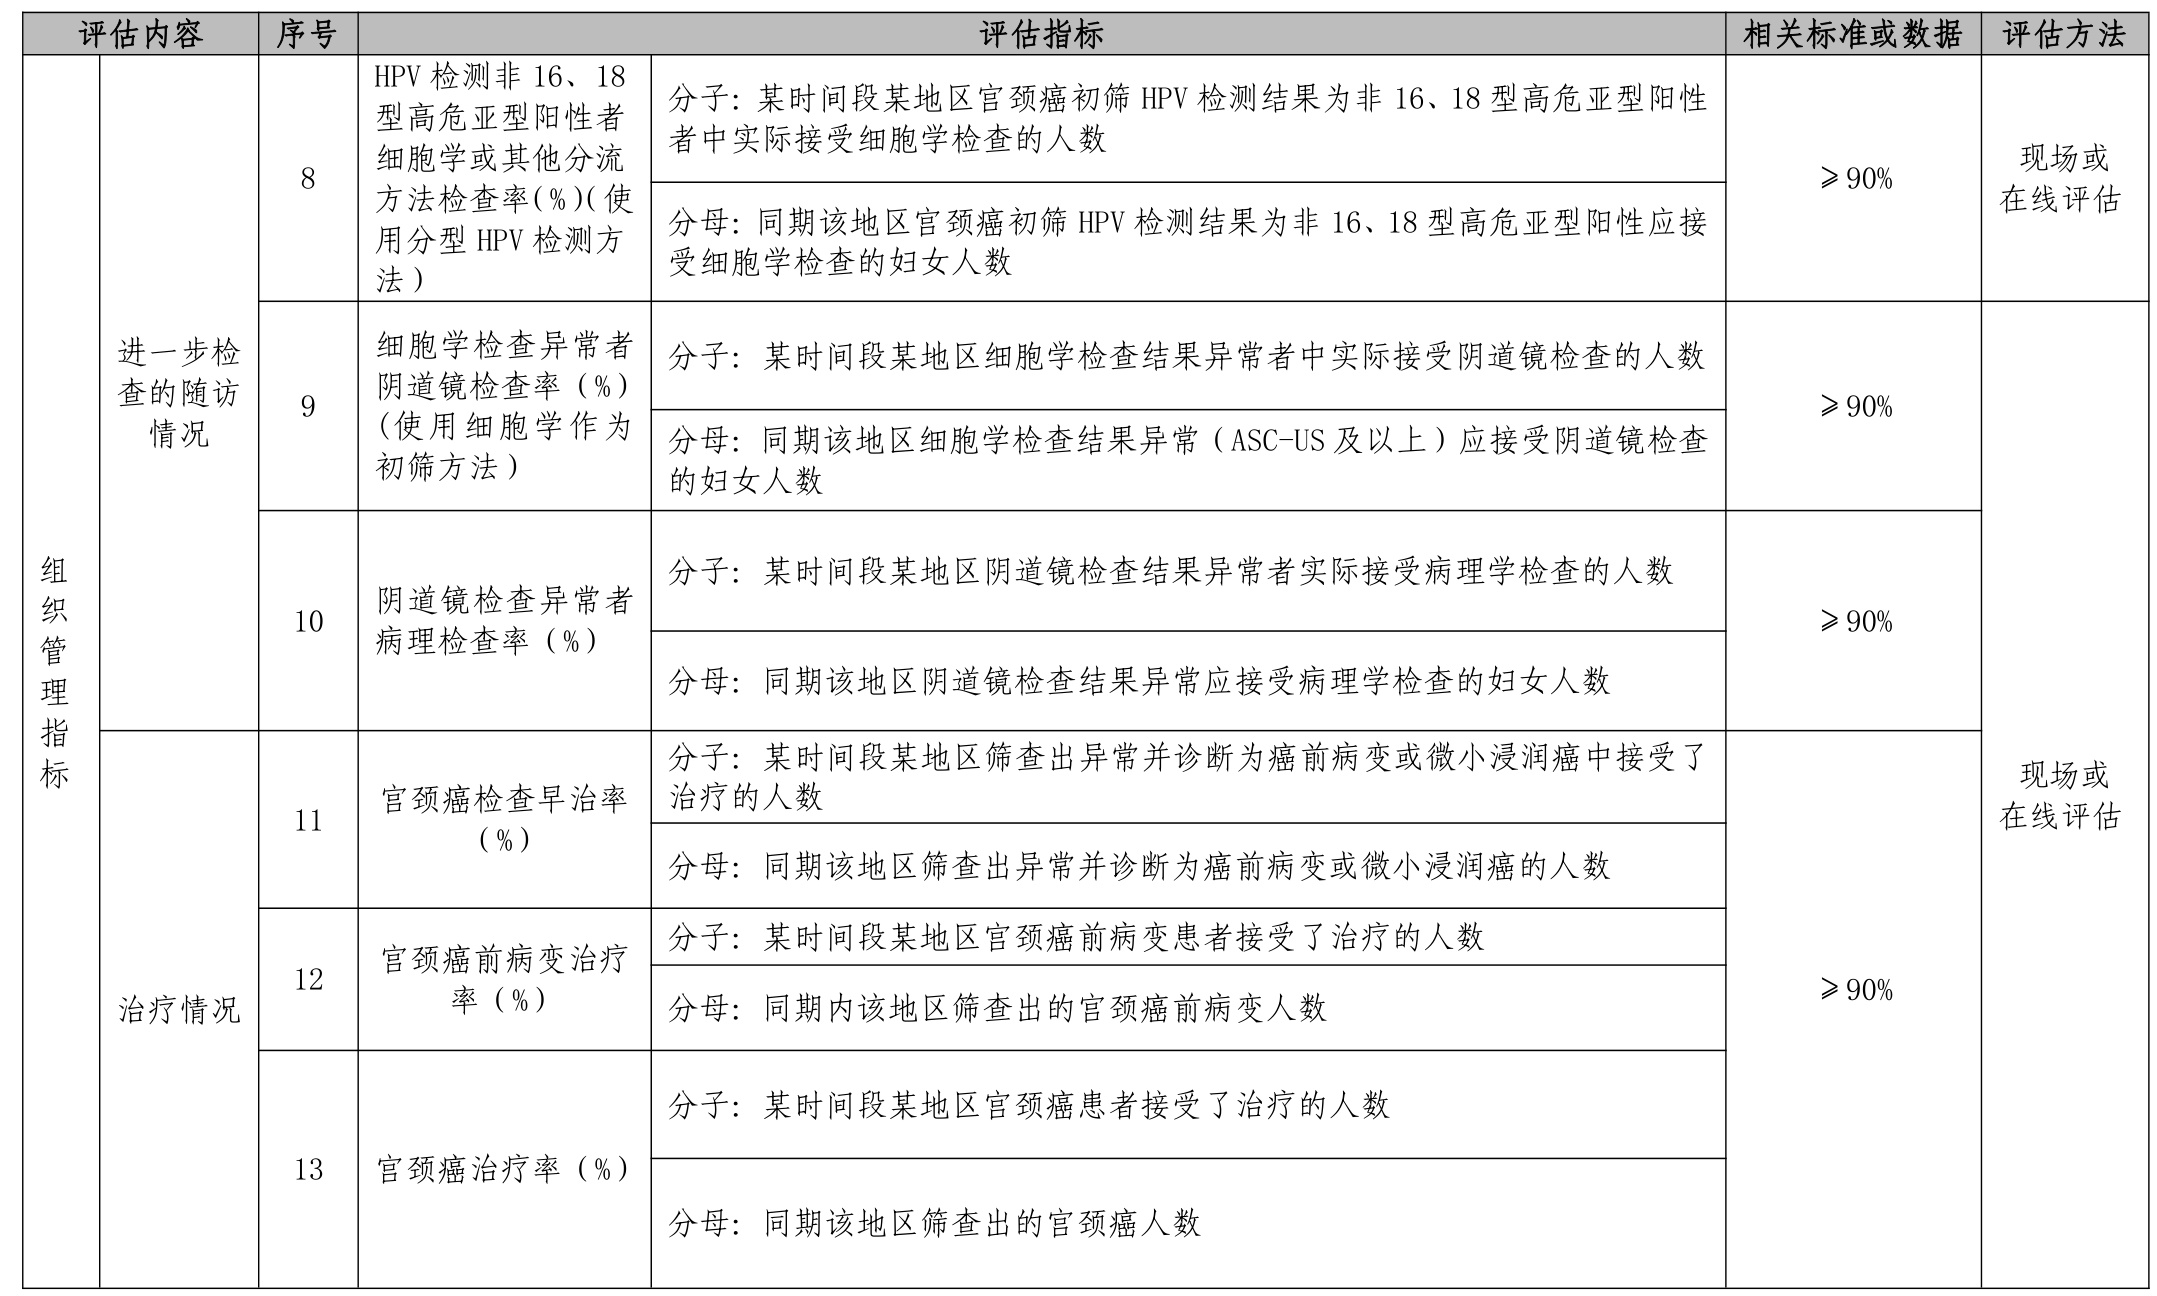 评估内容 序号 评估指标 相关标准或数据 评估方法
组
织
管
理
指
标
进一步检
查的随访
情况
8
HPV 检测非 16、18
型高危亚型阳性者
细胞学或其他分流
方法检查率(%)(使
用分型 HPV 检测方
法)
分子: 某时间段某地区宫颈癌初筛 HPV 检测结果为非 16、18 型高危亚型阳性
者中实际接受细胞学检查的人数
分母: 同期该地区宫颈癌初筛 HPV 检测结果为非 16、18 型高危亚型阳性应接
受细胞学检查的妇女人数
≥90%
现场或
在线评估
9
细胞学检查异常者
阴道镜检查率 (%)
(使用细胞学作为
初筛方法)
分子: 某时间段某地区细胞学检查结果异常者中实际接受阴道镜检查的人数
分母: 同期该地区细胞学检查结果异常 (ASC-US 及以上) 应接受阴道镜检查
的妇女人数
≥90%
10
阴道镜检查异常者
病理检查率 (%)
分子: 某时间段某地区阴道镜检查结果异常者实际接受病理学检查的人数
分母: 同期该地区阴道镜检查结果异常应接受病理学检查的妇女人数
≥90%
治疗情况
11
宫颈癌检查早治率
(%)
分子: 某时间段某地区筛查出异常并诊断为癌前病变或微小浸润癌中接受了
治疗的人数
分母: 同期该地区筛查出异常并诊断为癌前病变或微小浸润癌的人数
12
宫颈癌前病变治疗
率 (%)
分子: 某时间段某地区宫颈癌前病变患者接受了治疗的人数
分母: 同期内该地区筛查出的宫颈癌前病变人数
13
宫颈癌治疗率 (%)
分子: 某时间段某地区宫颈癌患者接受了治疗的人数
分母: 同期该地区筛查出的宫颈癌人数
≥90%
现场或
在线评估